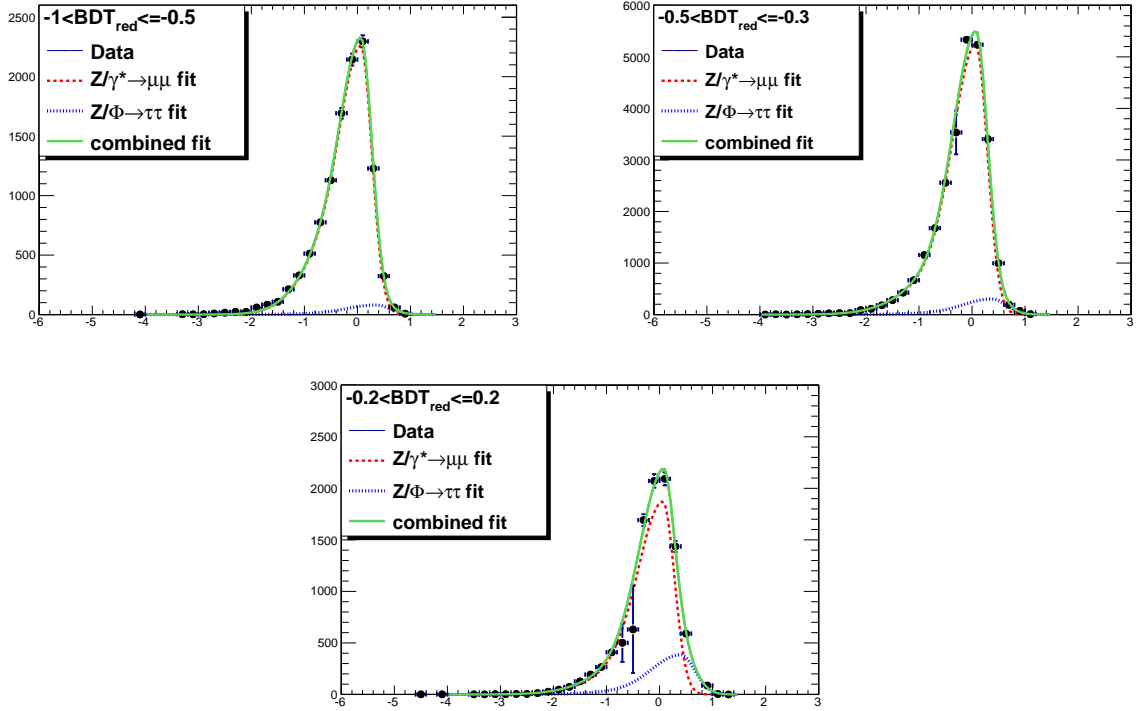 -1<BDT_red<=-0.5
Data
Z/γ*→μμ fit
Z/Φ→ττ fit
combined fit
2500
2000
1500
1000
500
0
-6 -5 -4 -3 -2 -1 0 1 2 3
-0.5<BDT_red<=-0.3
Data
Z/γ*→μμ fit
Z/Φ→ττ fit
combined fit
6000
5000
4000
3000
2000
1000
0
-6 -5 -4 -3 -2 -1 0 1 2 3
-0.2<BDT_red<=0.2
Data
Z/γ*→μμ fit
Z/Φ→ττ fit
combined fit
3000
2500
2000
1500
1000
500
0
-6 -5 -4 -3 -2 -1 0 1 2 3